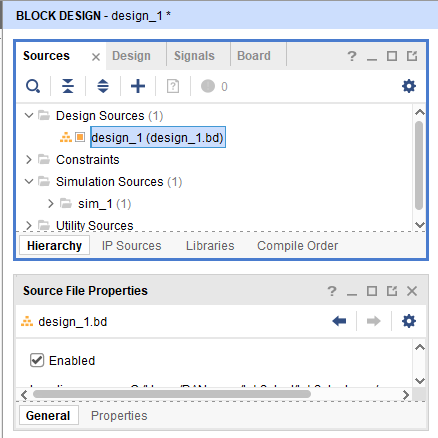 BLOCK DESIGN - design_1 *
Sources × Design Signals Board ? _
0
Design Sources (1)
design_1 (design_1.bd)
Constraints
Simulation Sources (1)
sim_1 (1)
Utility Sources
Hierarchy IP Sources Libraries Compile Order
Source File Properties ? _ ×
design_1.bd
Enabled
General Properties